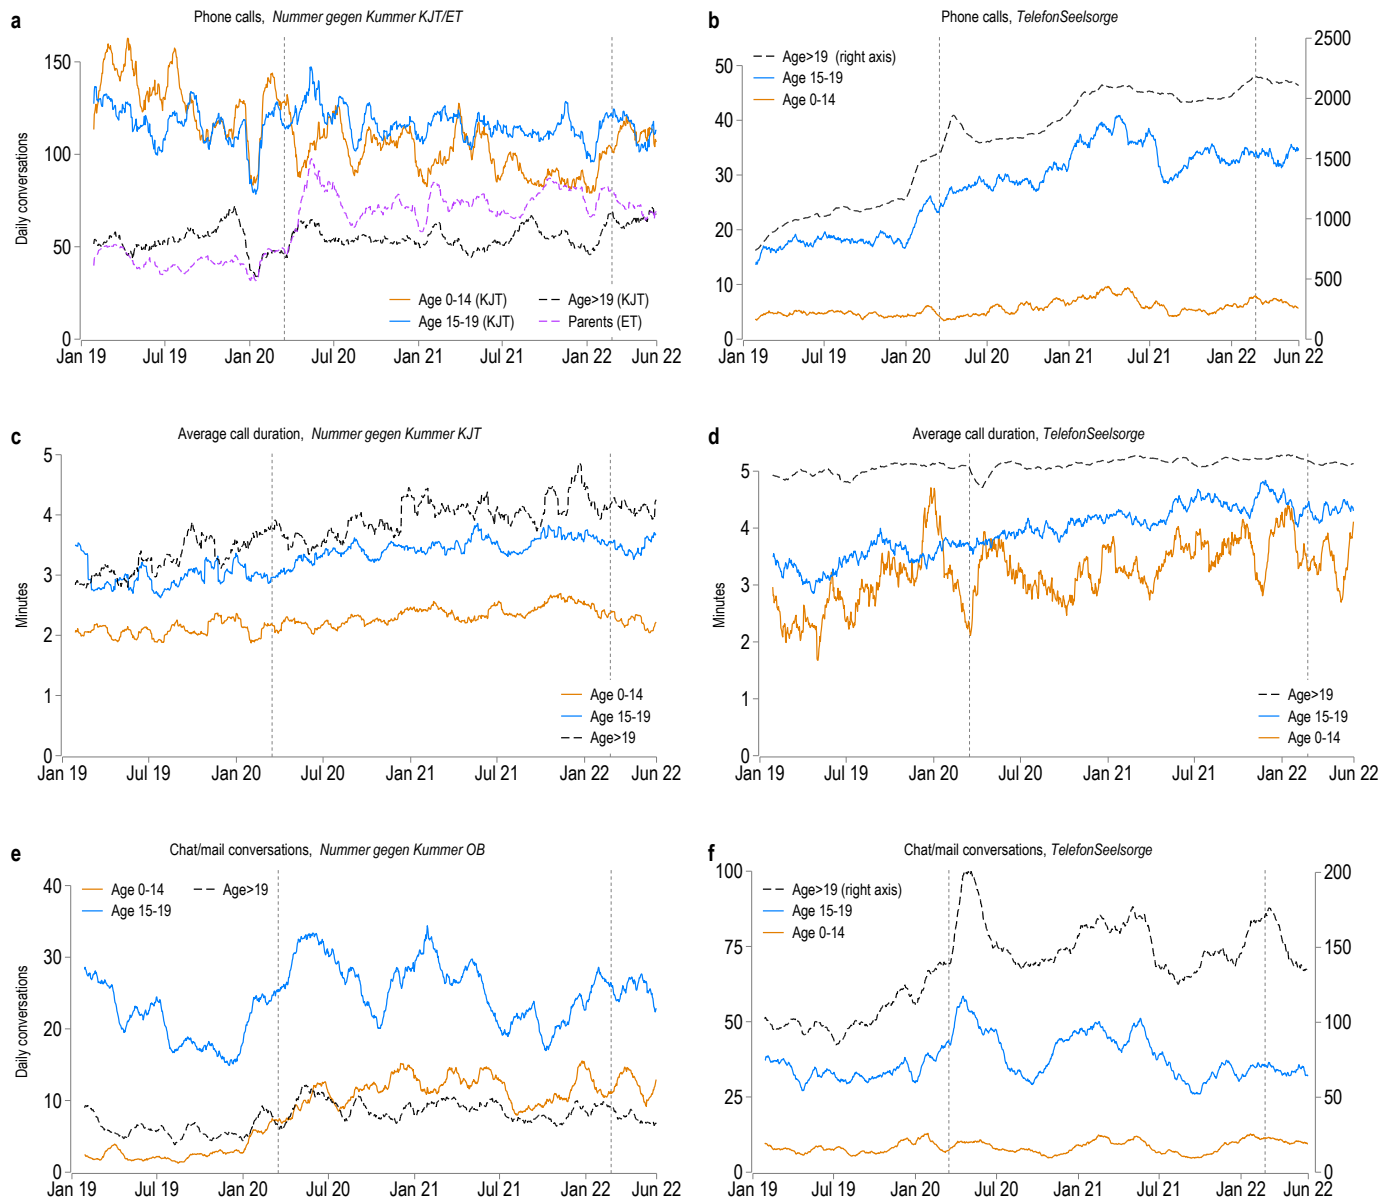 a
Phone calls, Nummer gegen Kummer KJT/ET
Daily conversations
150
100
50
0
Age 0-14 (KJT)
Age 15-19 (KJT)
Age>19 (KJT)
Parents (ET)
Jan 19 Jul 19 Jan 20 Jul 20 Jan 21 Jul 21 Jan 22 Jun 22
b
Phone calls, TelefonSeelsorge
Age>19 (right axis)
Age 15-19
Age 0-14
50
40
30
20
10
0
2500
2000
1500
1000
500
0
Jan 19 Jul 19 Jan 20 Jul 20 Jan 21 Jul 21 Jan 22 Jun 22
c
Average call duration, Nummer gegen Kummer KJT
Minutes
5
4
3
2
1
0
Age 0-14
Age 15-19
Age>19
Jan 19 Jul 19 Jan 20 Jul 20 Jan 21 Jul 21 Jan 22 Jun 22
d
Average call duration, TelefonSeelsorge
Minutes
5
4
3
2
1
0
Age>19
Age 15-19
Age 0-14
Jan 19 Jul 19 Jan 20 Jul 20 Jan 21 Jul 21 Jan 22 Jun 22
e
Chat/mail conversations, Nummer gegen Kummer OB
Daily conversations
Age 0-14
Age 15-19
Age>19
40
30
20
10
0
Jan 19 Jul 19 Jan 20 Jul 20 Jan 21 Jul 21 Jan 22 Jun 22
f
Chat/mail conversations, TelefonSeelsorge
Age>19 (right axis)
Age 15-19
Age 0-14
100
75
50
25
0
200
150
100
50
0
Jan 19 Jul 19 Jan 20 Jul 20 Jan 21 Jul 21 Jan 22 Jun 22